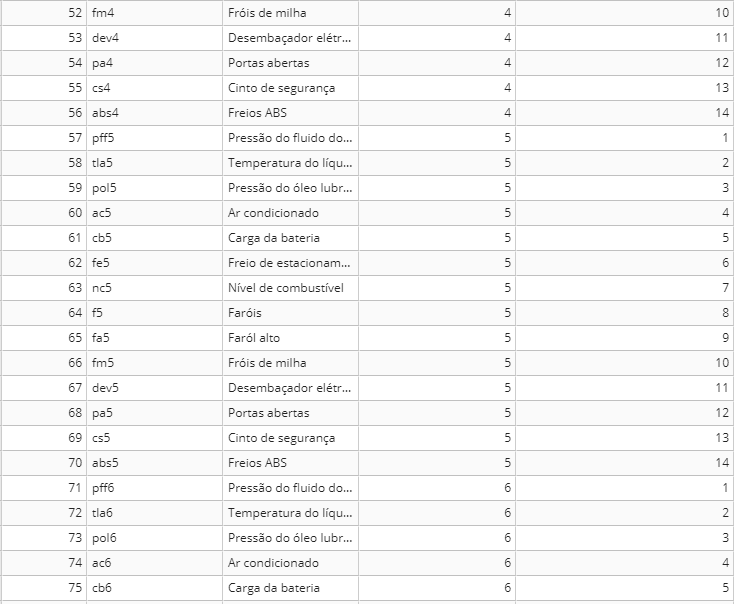 52 fm4 Fróis de milha 4 10
53 dev4 Desembaçador elétr... 4 11
54 pa4 Portas abertas 4 12
55 cs4 Cinto de segurança 4 13
56 abs4 Freios ABS 4 14
57 pff5 Pressão do fluido do... 5 1
58 tla5 Temperatura do líqu... 5 2
59 pol5 Pressão do óleo lubr... 5 3
60 ac5 Ar condicionado 5 4
61 cb5 Carga da bateria 5 5
62 fe5 Freio de estacionam... 5 6
63 nc5 Nível de combustível 5 7
64 f5 Faróis 5 8
65 fa5 Faról alto 5 9
66 fm5 Fróis de milha 5 10
67 dev5 Desembaçador elétr... 5 11
68 pa5 Portas abertas 5 12
69 cs5 Cinto de segurança 5 13
70 abs5 Freios ABS 5 14
71 pff6 Pressão do fluido do... 6 1
72 tla6 Temperatura do líqu... 6 2
73 pol6 Pressão do óleo lubr... 6 3
74 ac6 Ar condicionado 6 4
75 cb6 Carga da bateria 6 5